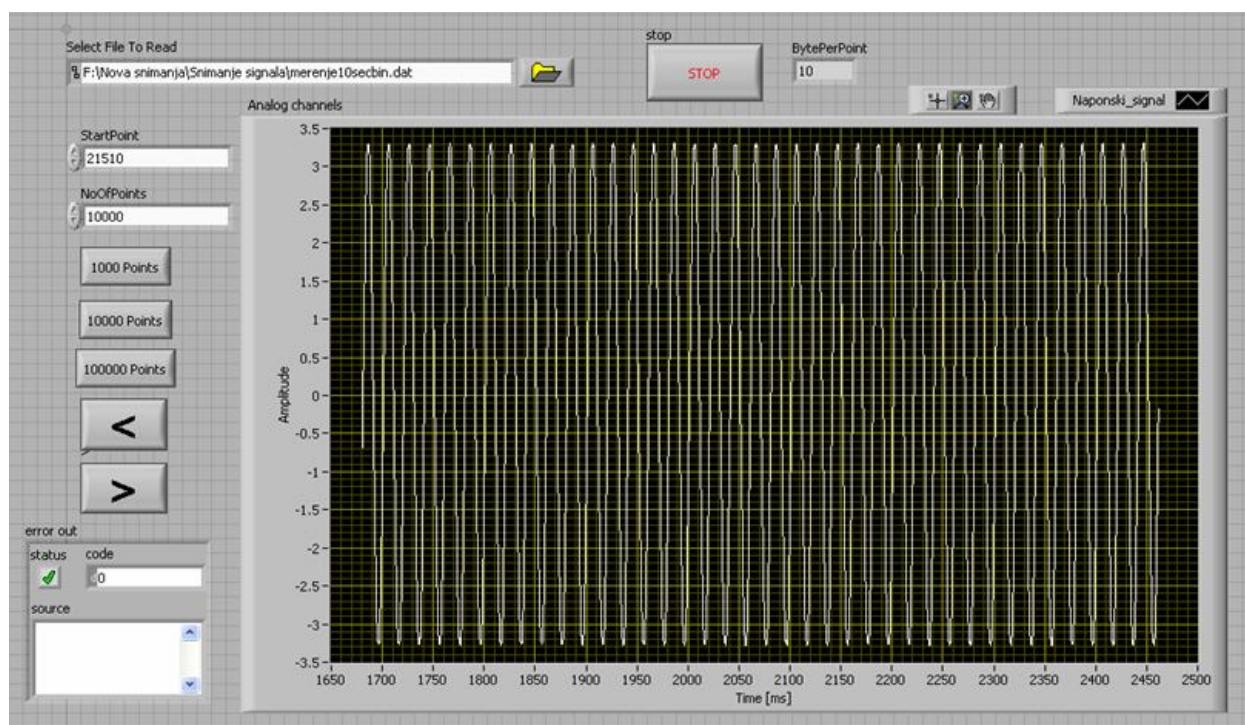 Select File To Read
F:\Nova snimanja\Snimanje signala\merenje10secbin.dat
stop
STOP
BytePerPoint
10
Analog channels
Naponski_signal
StartPoint
21510
NoOfPoints
10000
1000 Points
10000 Points
100000 Points
<
>
error out
status code
0
source
Amplitude
3.5
3
2.5
2
1.5
1
0.5
0
-0.5
-1
-1.5
-2
-2.5
-3
-3.5
1650 1700 1750 1800 1850 1900 1950 2000 2050 2100 2150 2200 2250 2300 2350 2400 2450 2500
Time [ms]